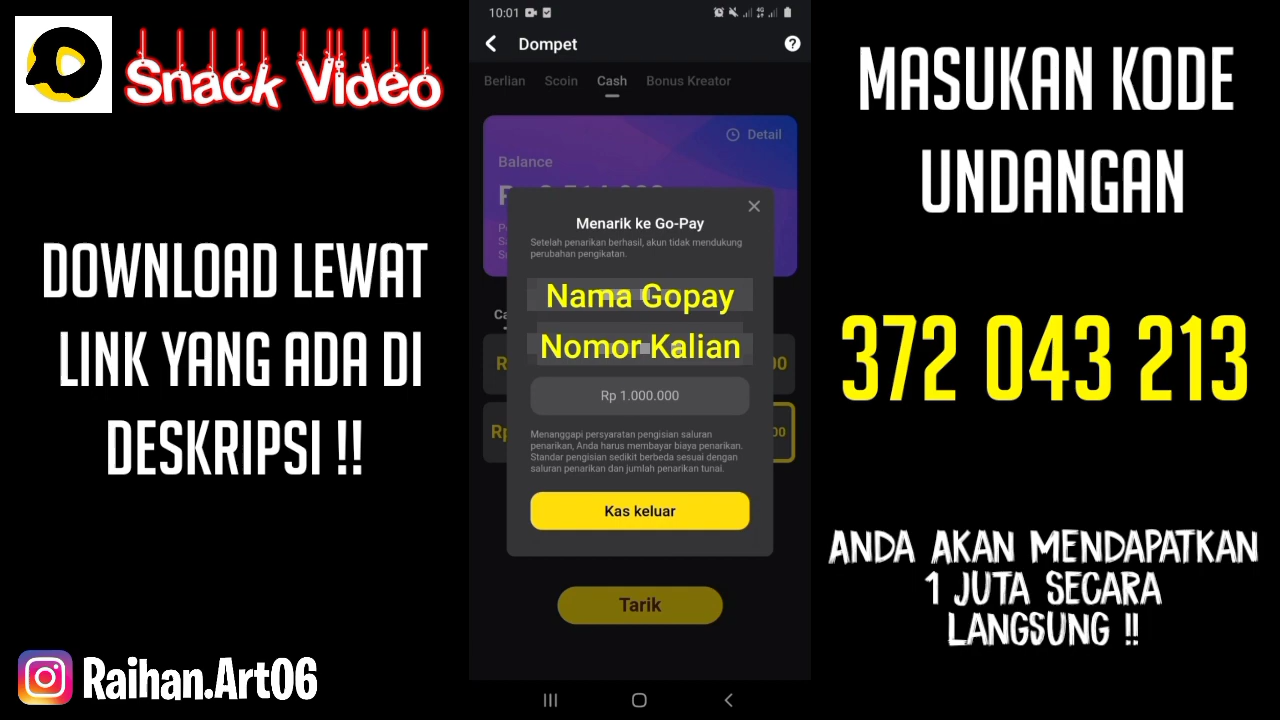 Snack Video
DOWNLOAD LEWAT
LINK YANG ADA DI
DESKRIPSI !!
Raihan.Art06
10:01
Dompet
Berlian Scoin Cash Bonus Kreator
Detail
Balance
Menarik ke Go-Pay
Setelah penarikan berhasil, akun tidak mendukung
perubahan pengikatan.
Nama Gopay
Nomor Kalian
Rp 1.000.000
Menanggapi persyaratan pengisian saluran
penarikan, Anda harus membayar biaya penarikan.
Standar pengisian sedikit berbeda sesuai dengan
saluran penarikan dan jumlah penarikan tunai.
Kas keluar
Tarik
MASUKAN KODE
UNDANGAN
372 043 213
ANDA AKAN MENDAPATKAN
1 JUTA SECARA
LANGSUNG !!